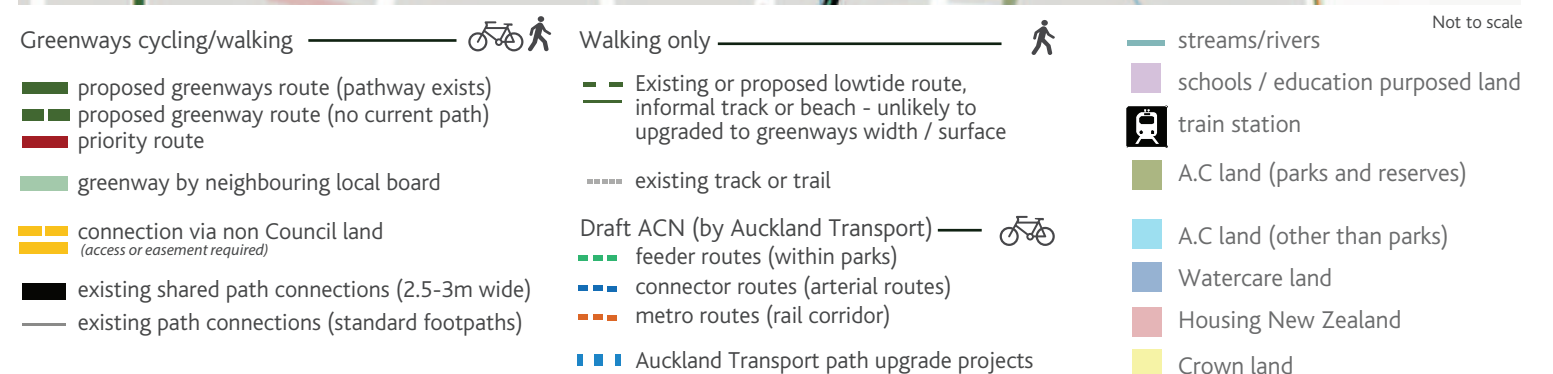 Not to scale
Greenways cycling/walking
proposed greenways route (pathway exists)
proposed greenway route (no current path)
priority route
greenway by neighbouring local board
connection via non Council land
(access or easement required)
existing shared path connections (2.5-3m wide)
existing path connections (standard footpaths)
Walking only
Existing or proposed lowtide route,
informal track or beach - unlikely to
upgraded to greenways width / surface
existing track or trail
Draft ACN (by Auckland Transport)
feeder routes (within parks)
connector routes (arterial routes)
metro routes (rail corridor)
Auckland Transport path upgrade projects
streams/rivers
schools / education purposed land
train station
A.C land (parks and reserves)
A.C land (other than parks)
Watercare land
Housing New Zealand
Crown land